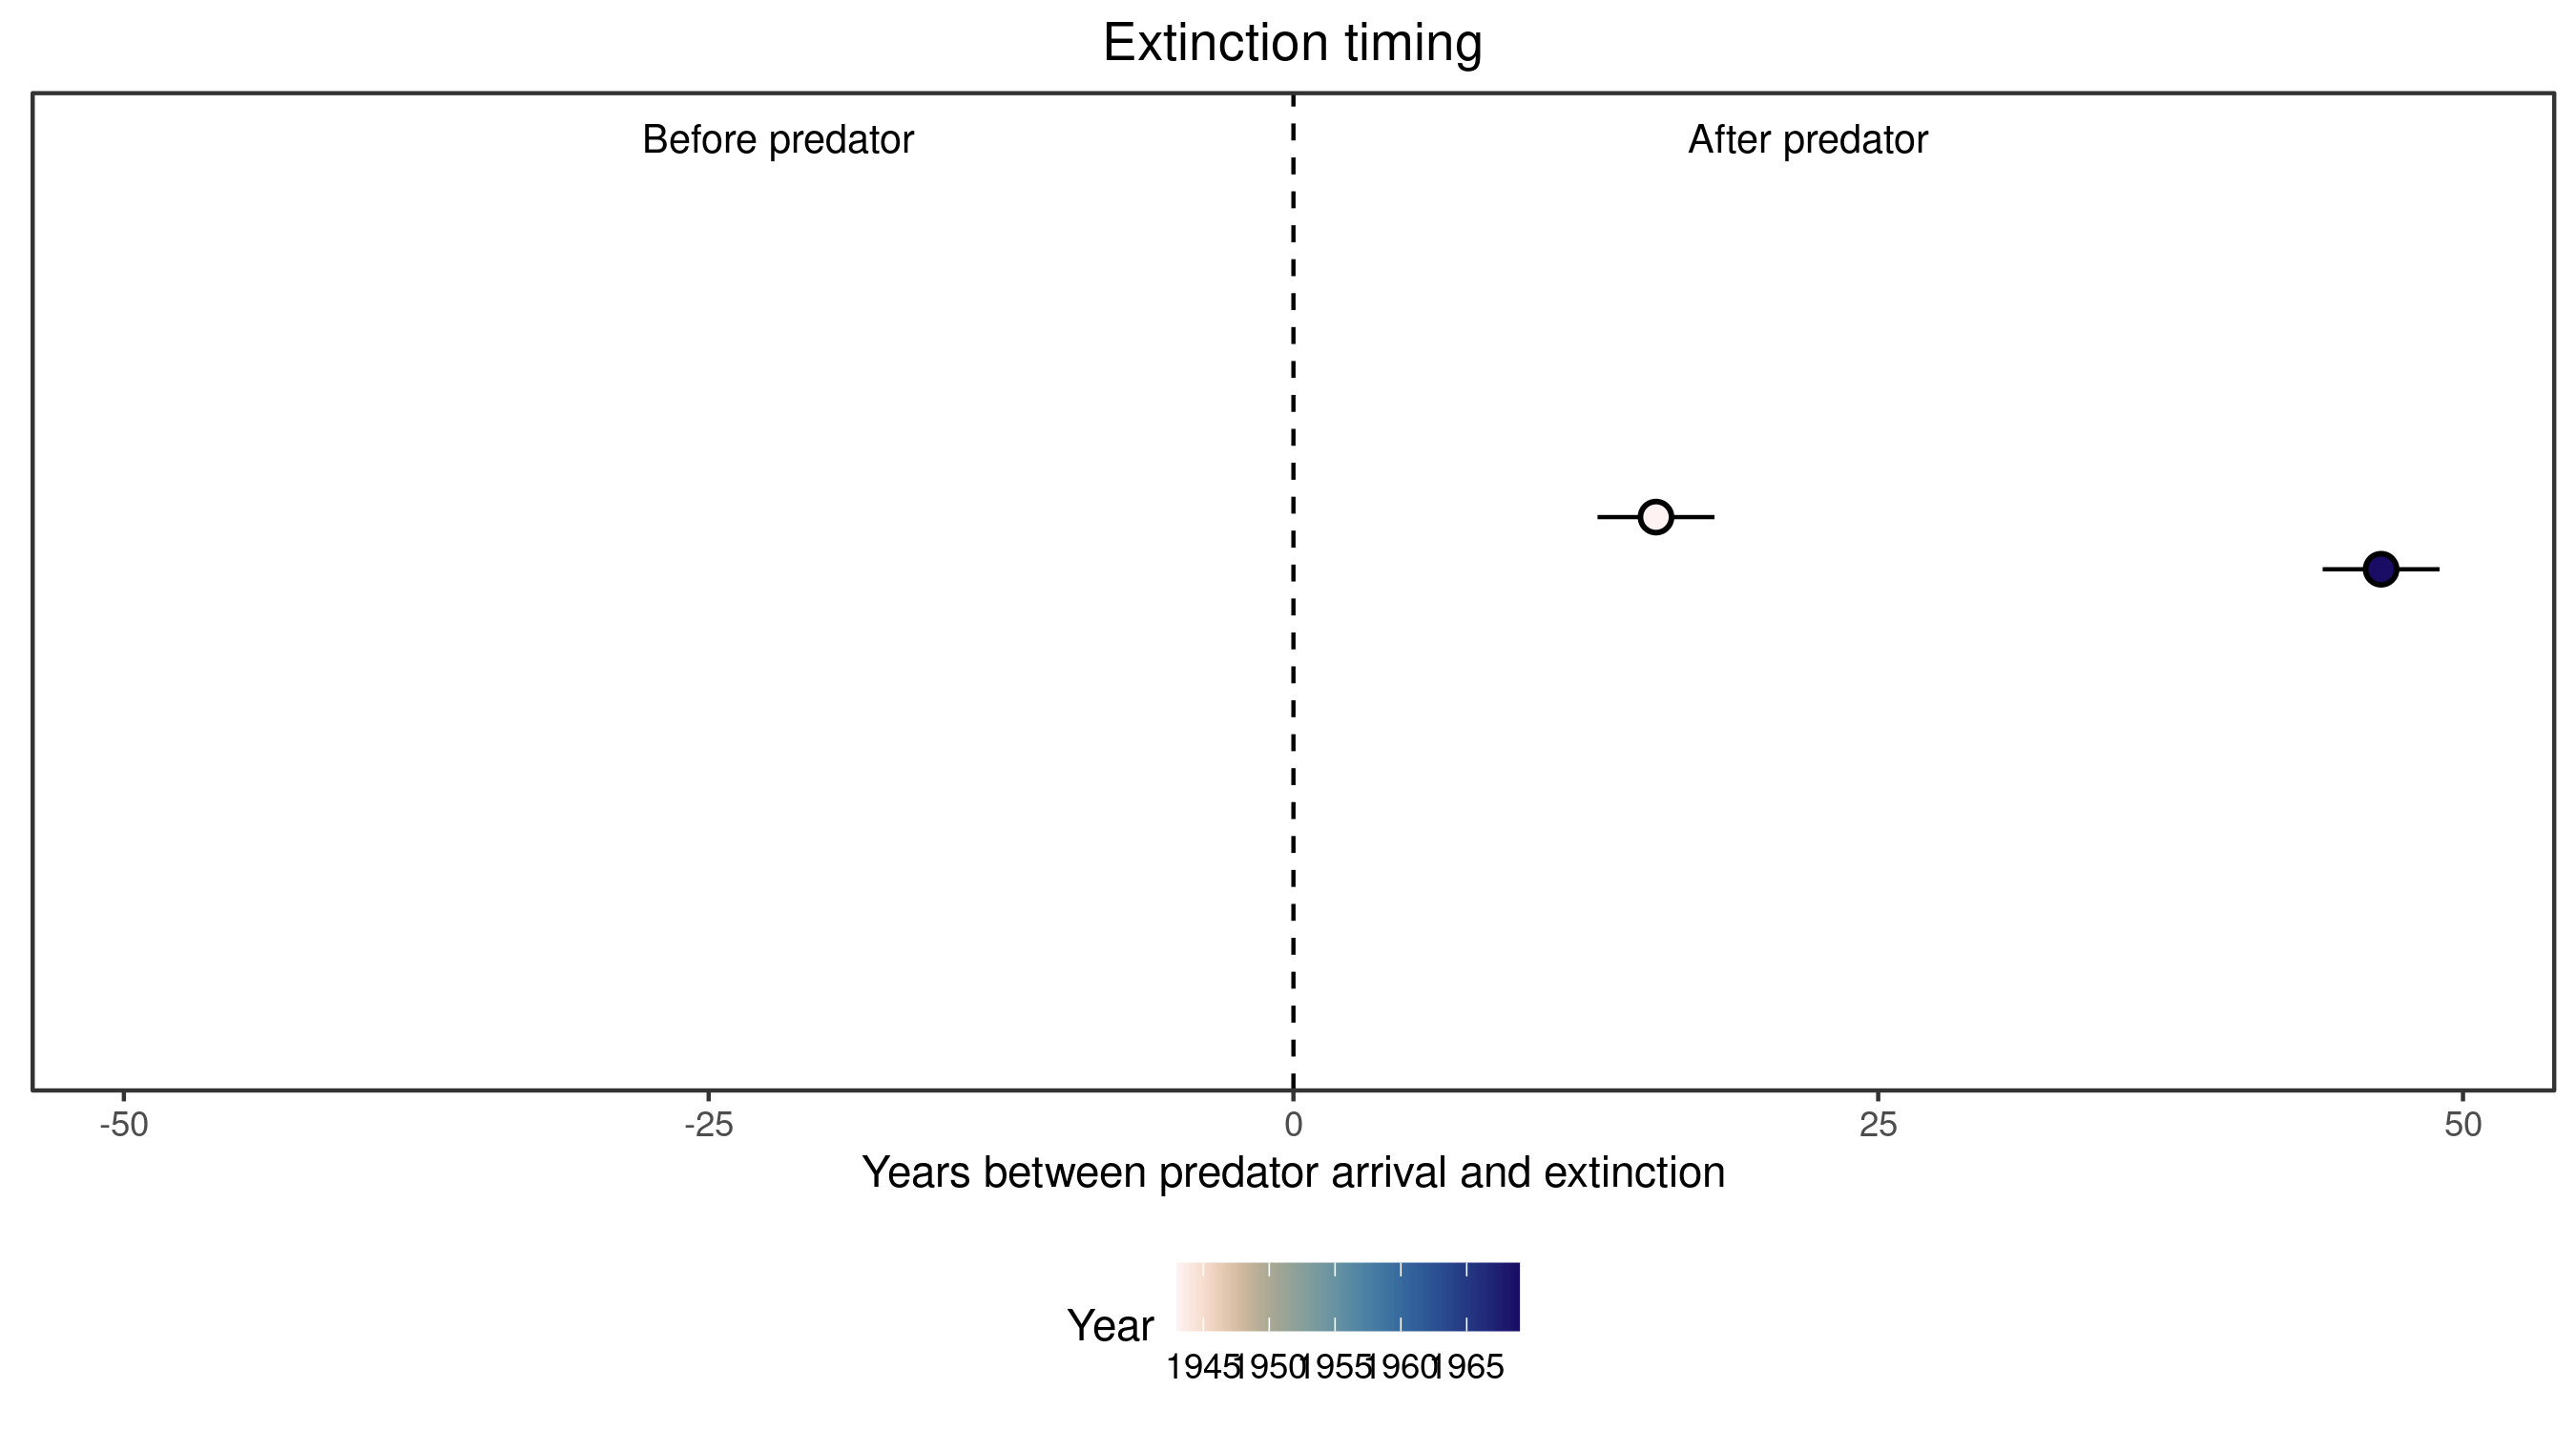 Extinction timing
Before predator After predator
-50 -25 0 25 50
Years between predator arrival and extinction
Year
1945 1950 1955 1960 1965